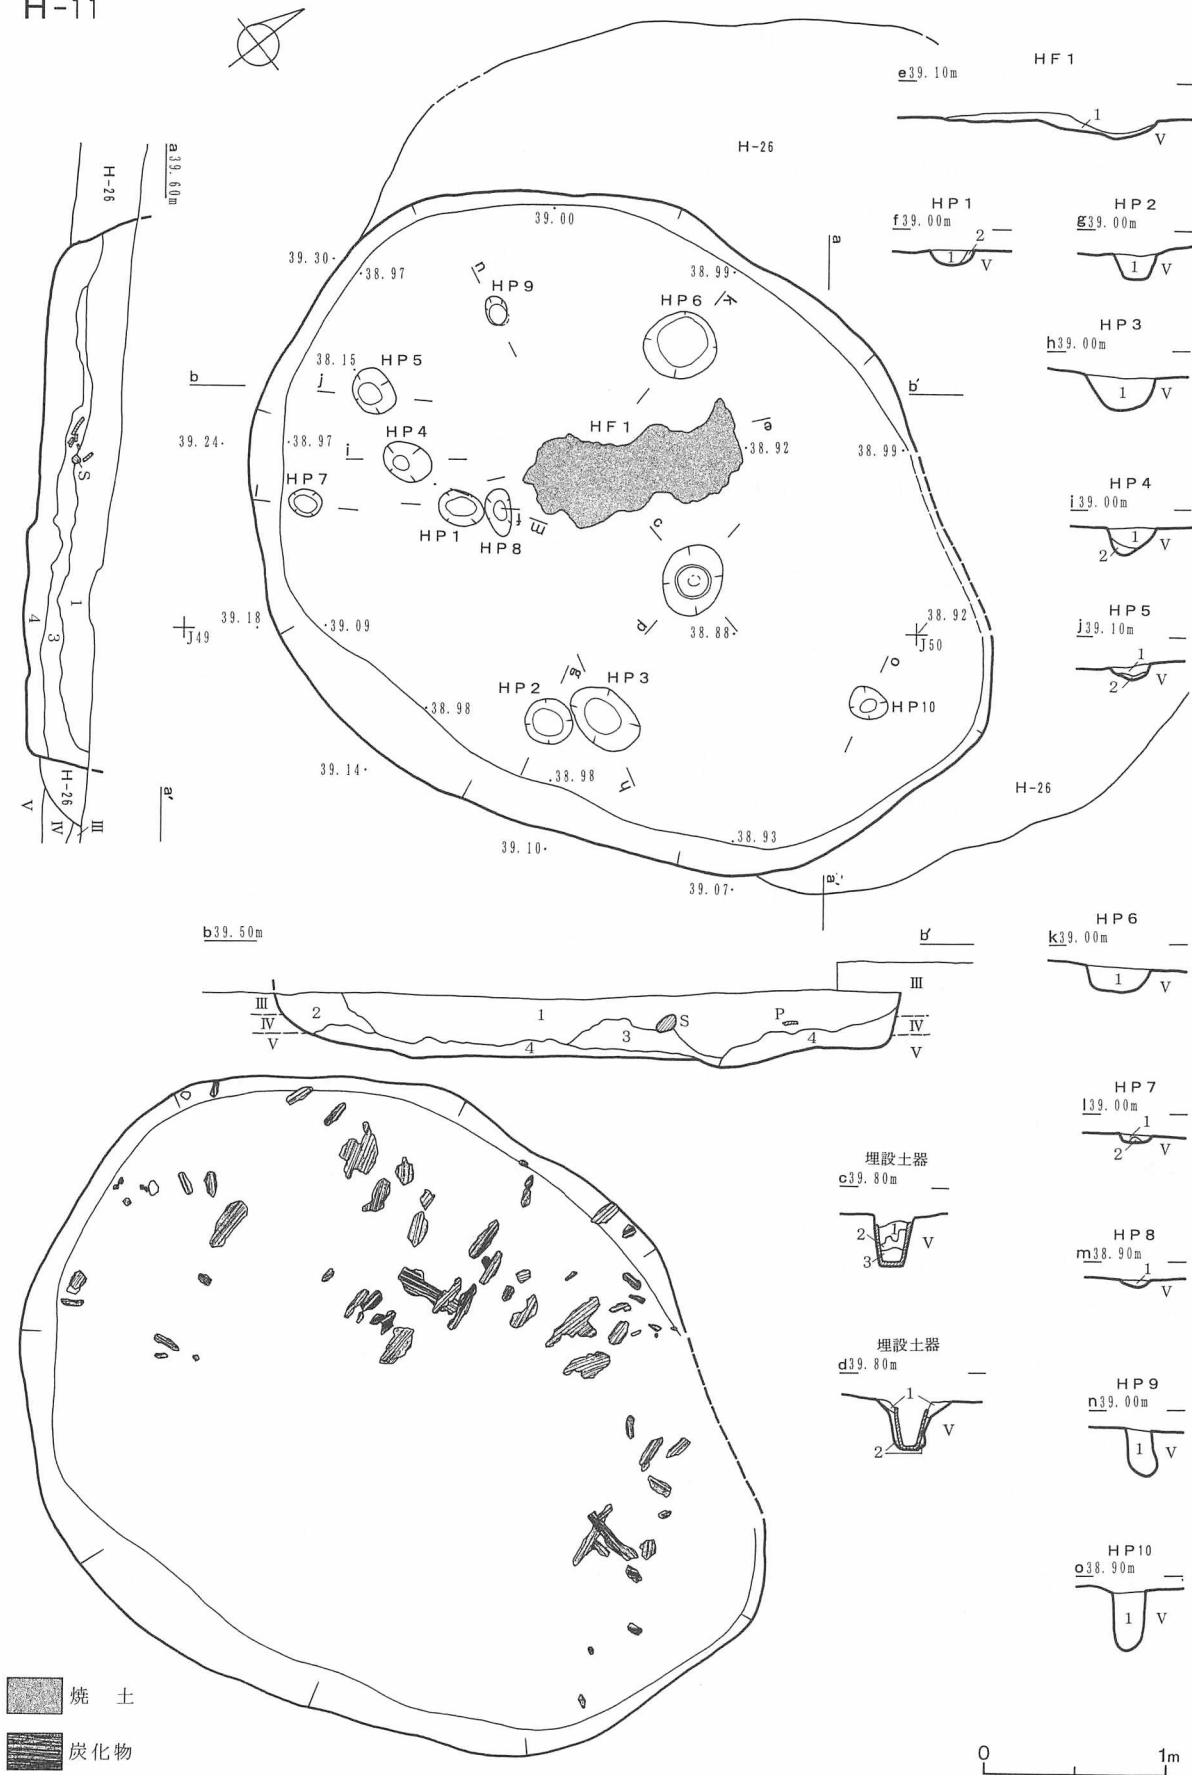 H-11
HF1
e39.10m
1
V
H-26
a39.60m
H-26
39.00
39.30
38.97
38.99
a
HP1
f39.00m
2
1
V
HP2
g39.00m
1
V
n
HP9
HP6
k
HP3
h39.00m
1
38.15
HP5
j
b
b'
HF1
e
39.24
38.97
HP4
i
38.92
38.99
S
HP7
HP1
HP8
f
m
c
HP4
i39.00m
1
2
V
1
3
4
39.18
39.09
J49
d
38.88
38.92
J50
HP5
j39.10m
1
2
V
g
o
HP2
HP3
HP10
38.98
39.14
38.98
h
H-26
H-26
V
IV
III
a'
38.93
39.10
39.07
a'
b39.50m
b'
HP6
k39.00m
1
V
III
III
2
1
S
P
IV
3
IV
V
4
4
V
HP7
l39.00m
1
2
V
埋設土器
c39.80m
1
2
3
V
HP8
m38.90m
1
V
埋設土器
d39.80m
1
V
2
HP9
n39.00m
1
V
HP10
o38.90m
1
V
焼 土
炭化物
0
1m